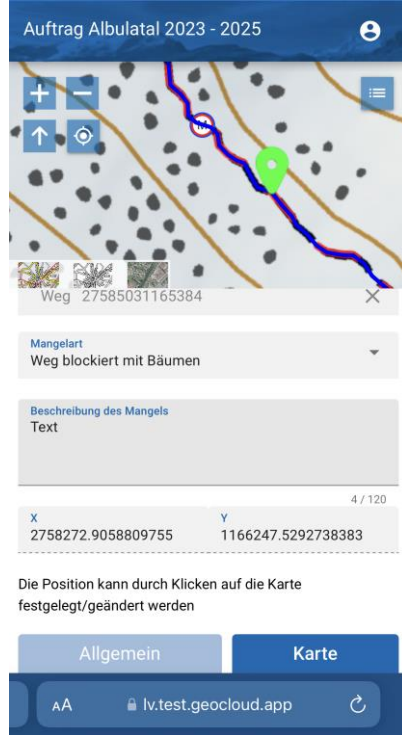 Auftrag Albulatal 2023 - 2025
Weg 27585031165384
Mangelart
Weg blockiert mit Bäumen
Beschreibung des Mangels
Text
4 / 120
X Y
2758272.9058809755 1166247.5292738383
Die Position kann durch Klicken auf die Karte
festgelegt/geändert werden
Allgemein Karte
AA lv.test.geocloud.app